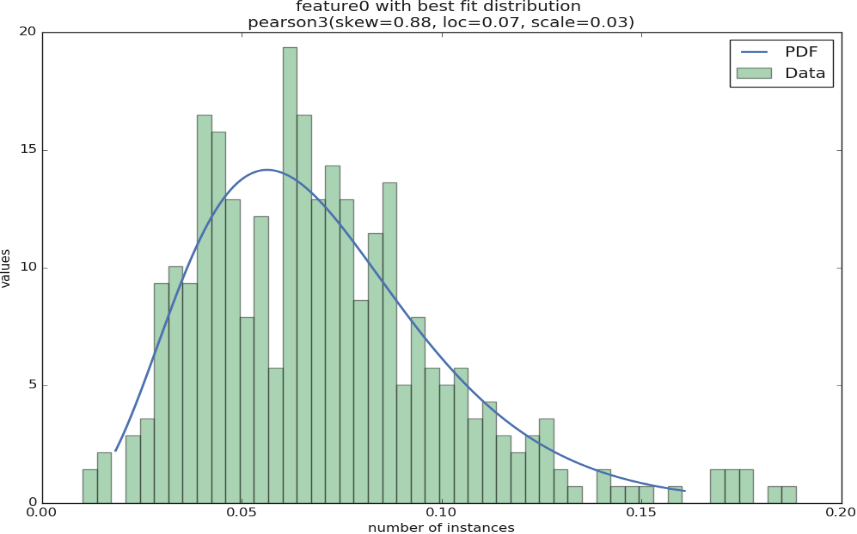 feature0 with best fit distribution
pearson3(skew=0.88, loc=0.07, scale=0.03)
20
15
10
5
0
values
0.00
0.05
0.10
0.15
0.20
number of instances
PDF
Data